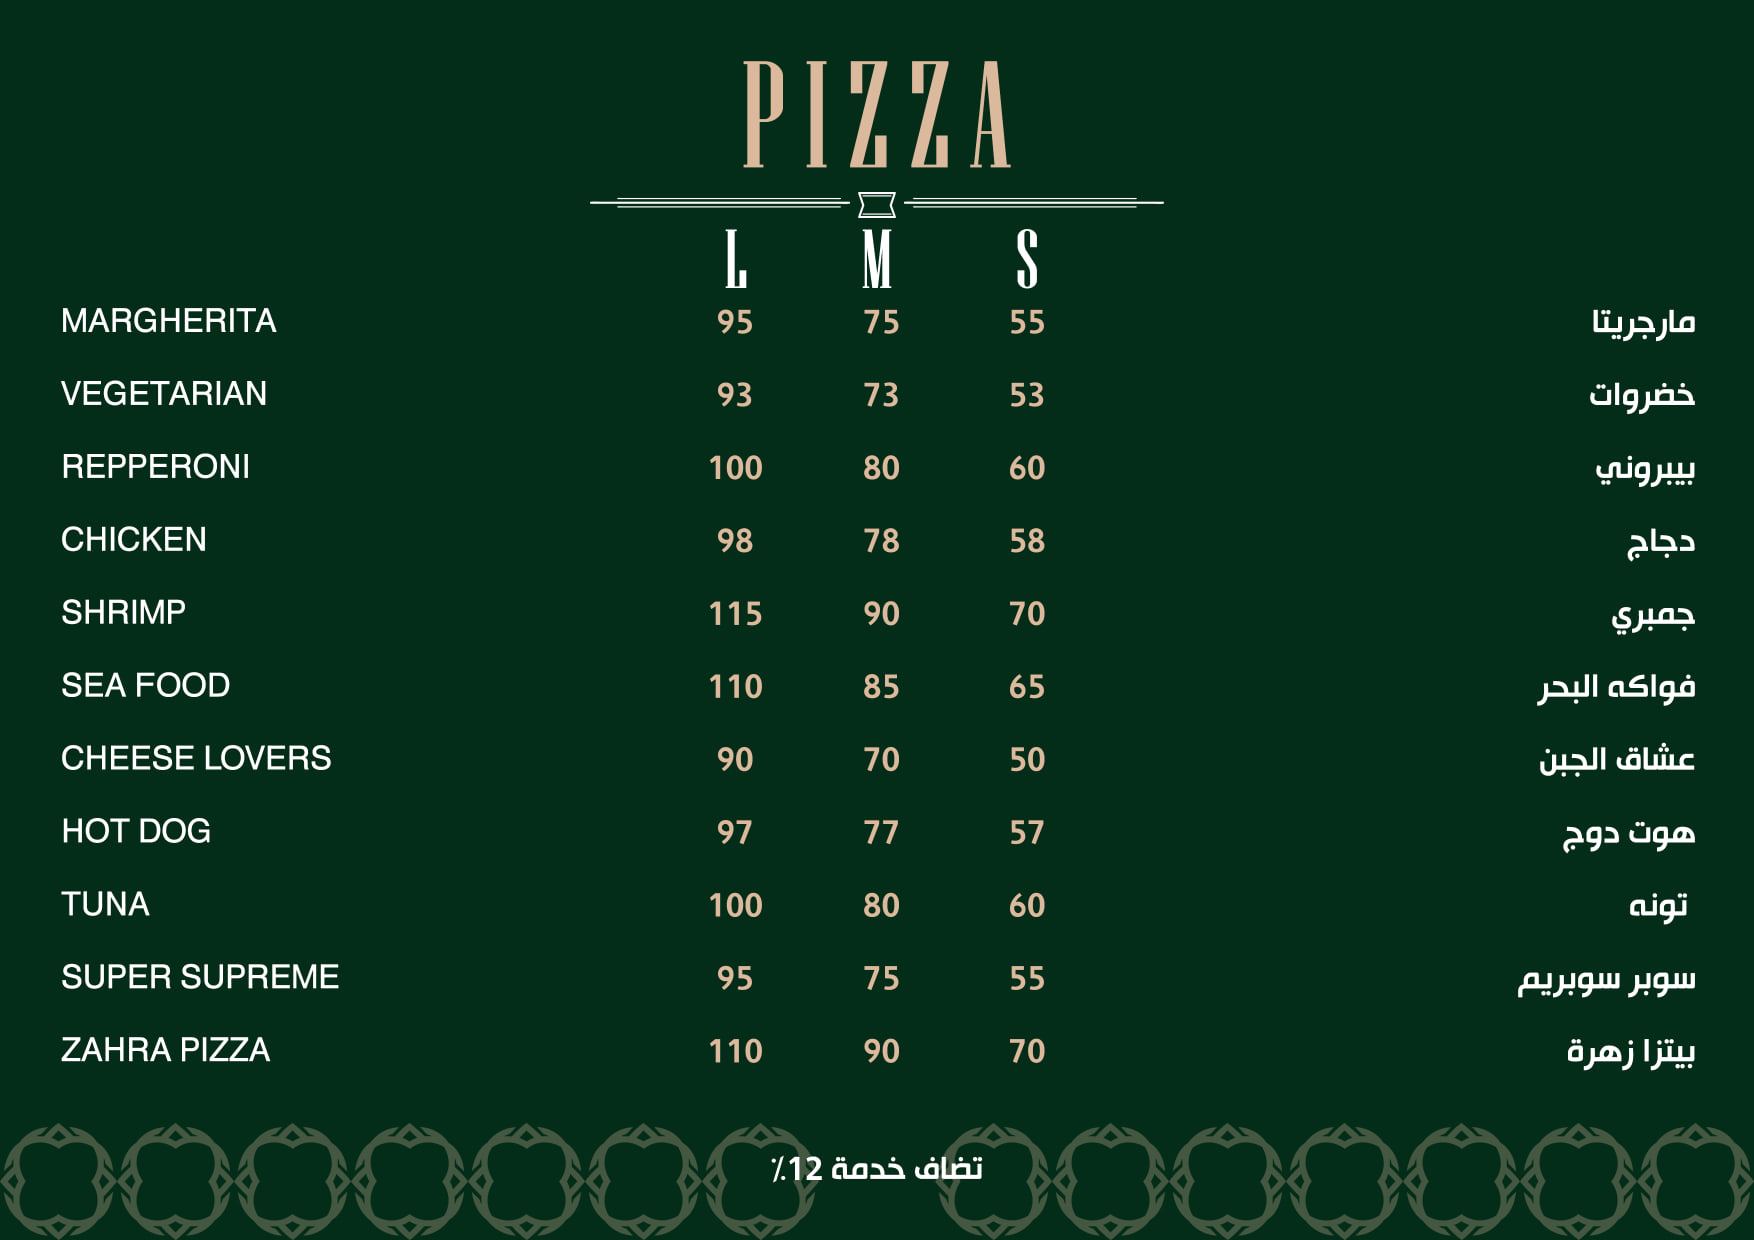 PIZZA
L M S
MARGHERITA 95 75 55 مارجريتا
VEGETARIAN 93 73 53 خضروات
REPPERONI 100 80 60 بيبروني
CHICKEN 98 78 58 دجاج
SHRIMP 115 90 70 جمبري
SEA FOOD 110 85 65 فواكه البحر
CHEESE LOVERS 90 70 50 عشاق الجبن
HOT DOG 97 77 57 هوت دوج
TUNA 100 80 60 تونه
SUPER SUPREME 95 75 55 سوبر سوبريم
ZAHRA PIZZA 110 90 70 بيتزا زهرة
تضاف خدمة 12٪